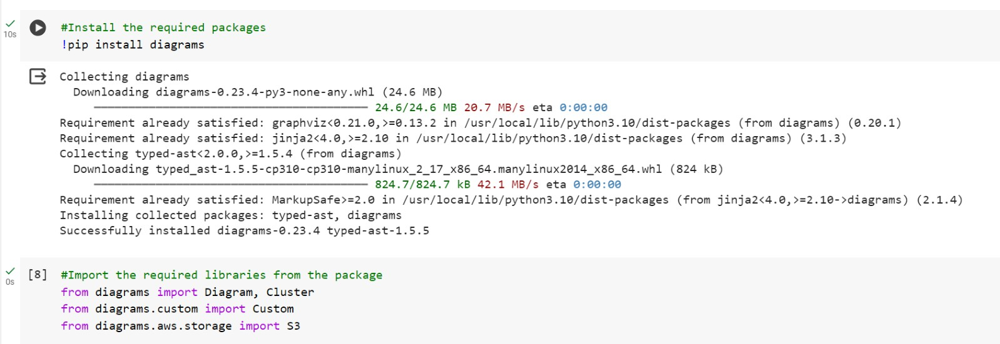 10s
#Install the required packages
!pip install diagrams
Collecting diagrams
Downloading diagrams-0.23.4-py3-none-any.whl (24.6 MB)
24.6/24.6 MB 20.7 MB/s eta 0:00:00
Requirement already satisfied: graphviz<0.21.0,>=0.13.2 in /usr/local/lib/python3.10/dist-packages (from diagrams) (0.20.1)
Requirement already satisfied: jinja2<4.0,>=2.10 in /usr/local/lib/python3.10/dist-packages (from diagrams) (3.1.3)
Collecting typed-ast<2.0.0,>=1.5.4 (from diagrams)
Downloading typed_ast-1.5.5-cp310-cp310-manylinux_2_17_x86_64.manylinux2014_x86_64.whl (824 kB)
824.7/824.7 kB 42.1 MB/s eta 0:00:00
Requirement already satisfied: MarkupSafe>=2.0 in /usr/local/lib/python3.10/dist-packages (from jinja2<4.0,>=2.10->diagrams) (2.1.4)
Installing collected packages: typed-ast, diagrams
Successfully installed diagrams-0.23.4 typed-ast-1.5.5
0s
[8] #Import the required libraries from the package
from diagrams import Diagram, Cluster
from diagrams.custom import Custom
from diagrams.aws.storage import S3